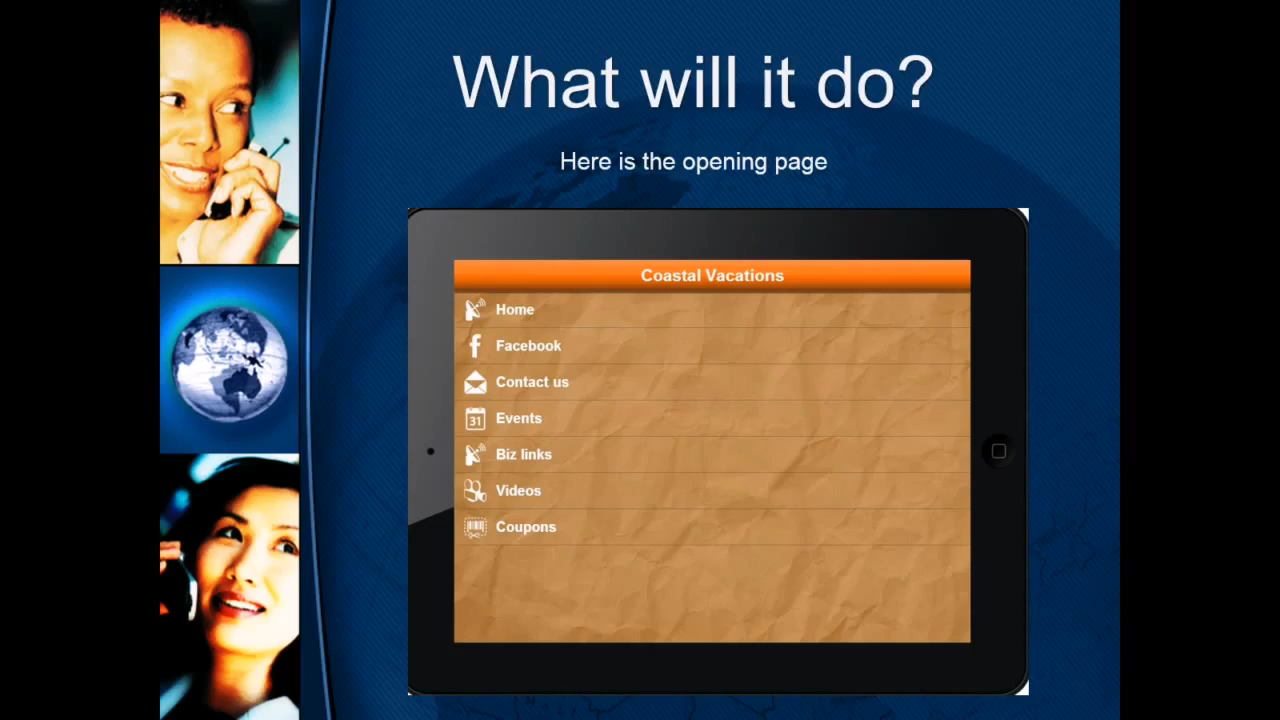 What will it do?
Here is the opening page
Coastal Vacations
Home
Facebook
Contact us
31
Events
Biz links
Videos
Coupons